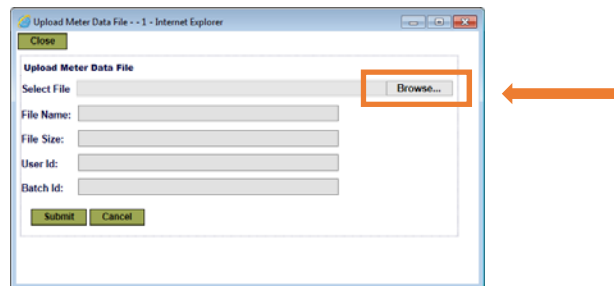 Upload Meter Data File - - 1 - Internet Explorer
Close
Upload Meter Data File
Select File Browse...
File Name:
File Size:
User Id:
Batch Id:
Submit Cancel